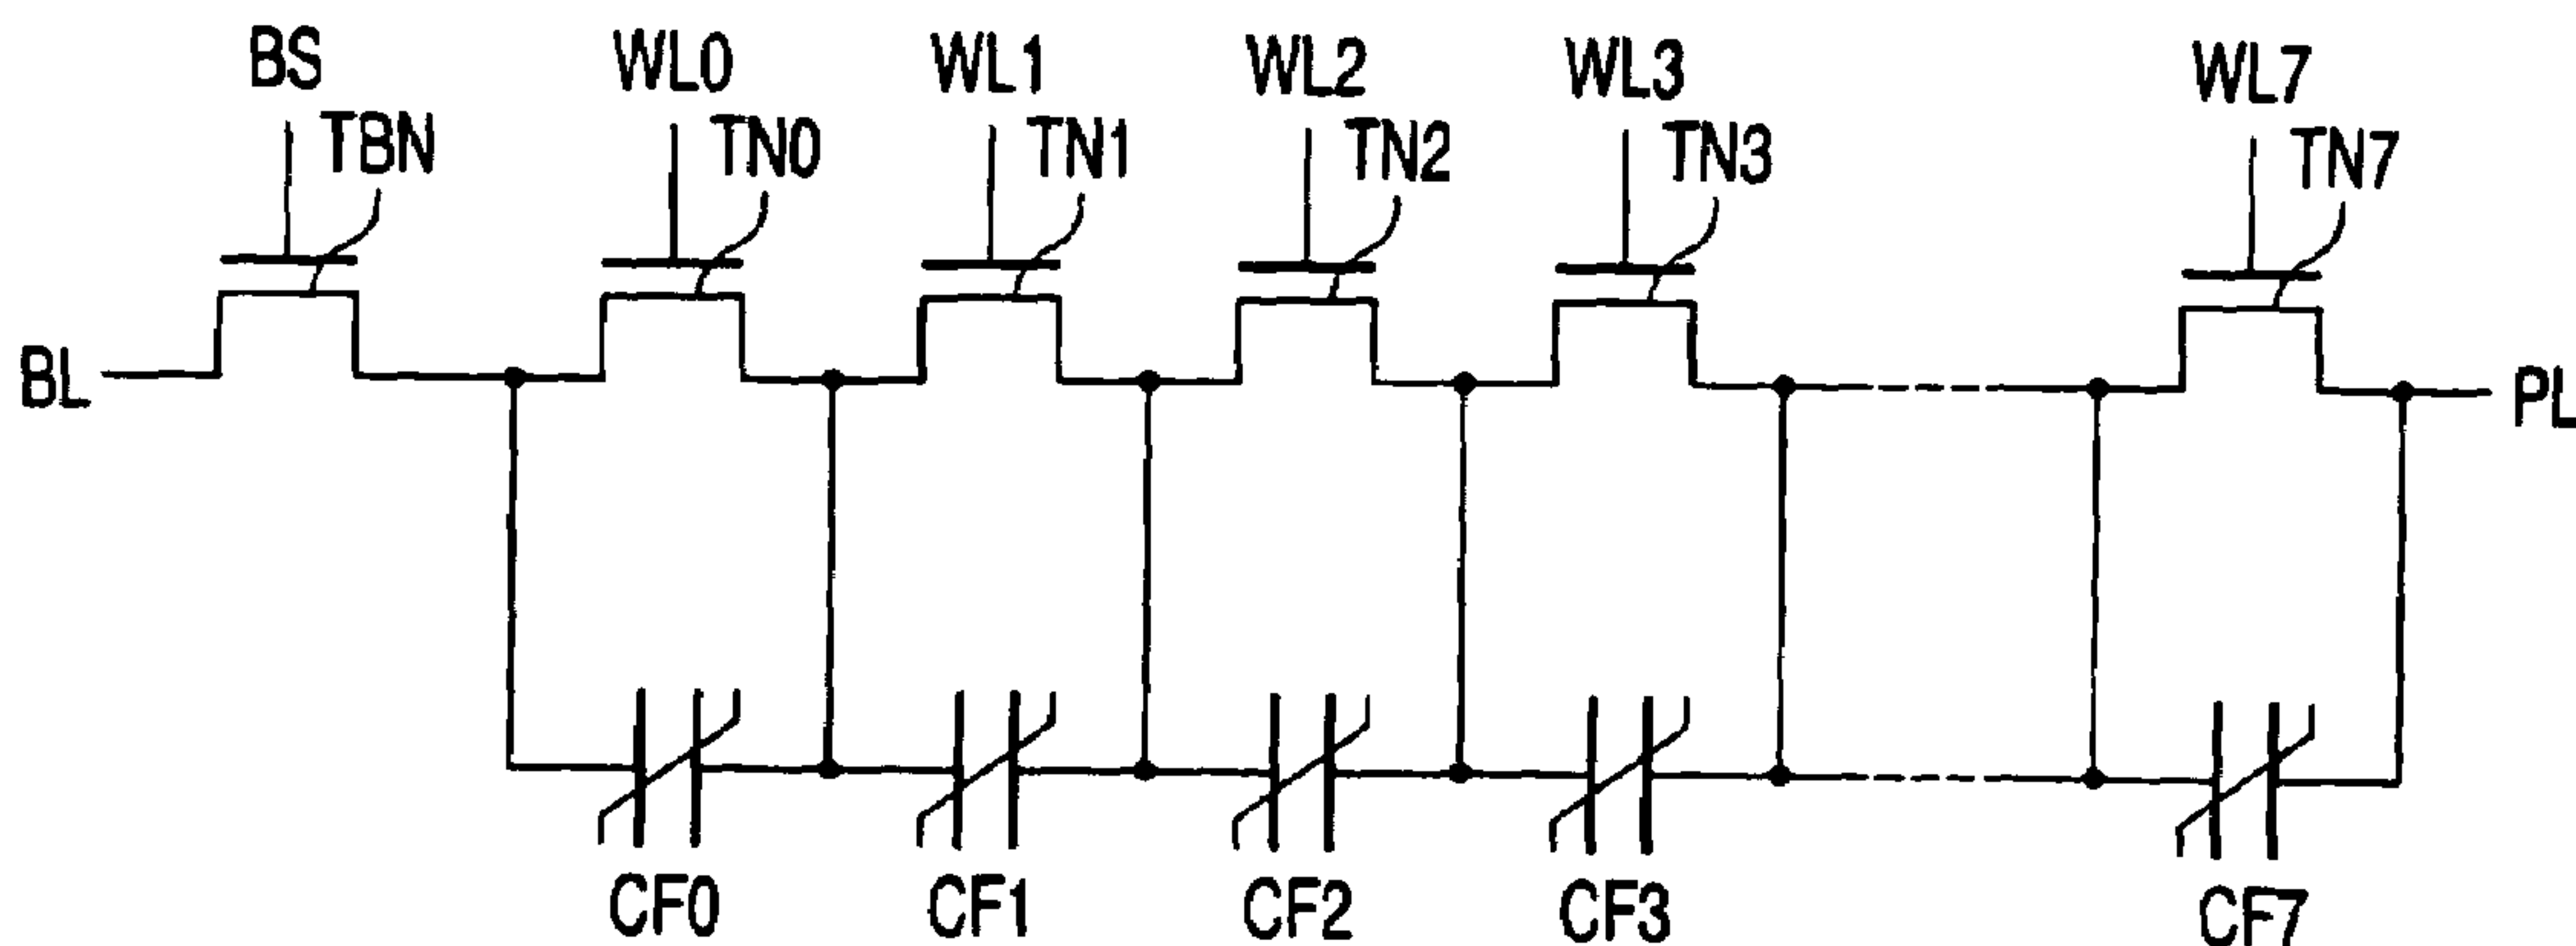 BS WL0 WL1 WL2 WL3 WL7
TBN TN0 TN1 TN2 TN3 TN7
BL PL
CF0 CF1 CF2 CF3 CF7